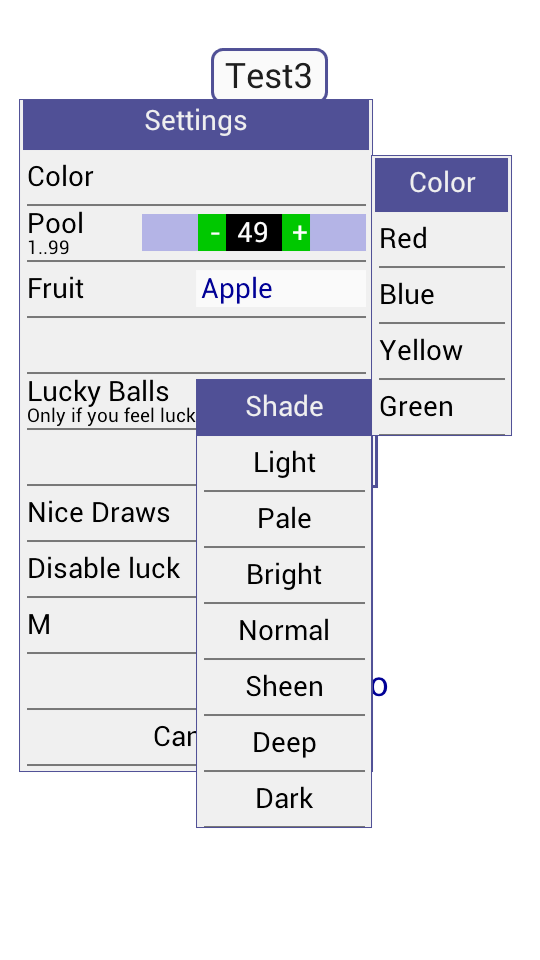 Test3
Settings
Color
Pool
1..99
- 49 +
Fruit
Apple
Lucky Balls
Only if you feel luck
Nice Draws
Disable luck
M
Can
Color
Red
Blue
Yellow
Green
Shade
Light
Pale
Bright
Normal
Sheen
Deep
Dark
o